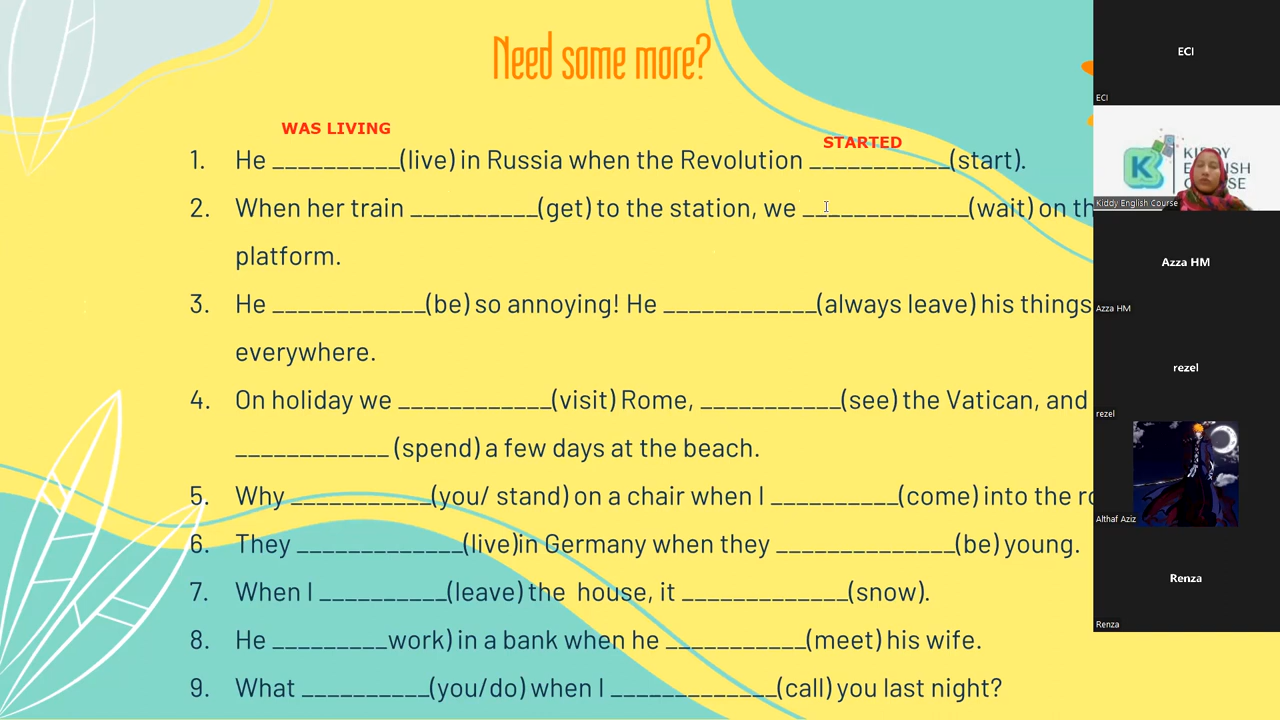 Need some more?
WAS LIVING
STARTED
1. He __________(live) in Russia when the Revolution ___________(start).
2. When her train __________(get) to the station, we _____________(wait) on th
platform.
3. He ____________(be) so annoying! He ____________(always leave) his things
everywhere.
4. On holiday we ____________(visit) Rome, ___________(see) the Vatican, and
____________ (spend) a few days at the beach.
5. Why ___________(you/ stand) on a chair when I __________(come) into the ro
6. They _____________(live)in Germany when they ______________(be) young.
7. When I __________(leave) the house, it _____________(snow).
8. He _________work) in a bank when he ___________(meet) his wife.
9. What __________(you/do) when I _____________(call) you last night?
ECI
ECI
KIDDY
ENGLISH
Kiddy English Course
Azza HM
Azza HM
rezel
rezel
Althaf Aziz
Renza
Renza